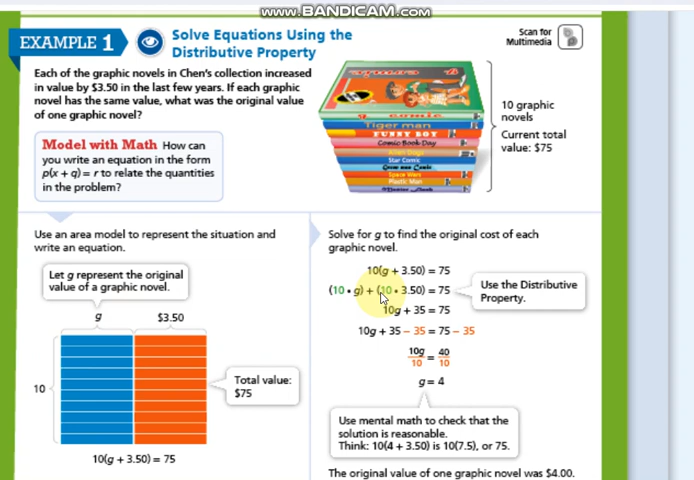 www.BANDICAM.com
EXAMPLE 1
Solve Equations Using the
Distributive Property
Scan for
Multimedia
Each of the graphic novels in Chen's collection increased
in value by $3.50 in the last few years. If each graphic
novel has the same value, what was the original value
of one graphic novel?
Model with Math How can
you write an equation in the form
p(x + q) = r to relate the quantities
in the problem?
comic
Tiger man
FUNNY BOY
Comic Book Day
Alien Dogs
Star Comic
Space Wars
Plastic Man
10 graphic
novels
Current total
value: $75
Use an area model to represent the situation and
write an equation.
Let g represent the original
value of a graphic novel.
g
$3.50
10
Total value:
$75
10(g + 3.50) = 75
Solve for g to find the original cost of each
graphic novel.
10(g + 3.50) = 75
(10 • g) + (10 • 3.50) = 75
Use the Distributive
Property.
10g + 35 = 75
10g + 35 − 35 = 75 − 35
10g/10 = 40/10
g = 4
Use mental math to check that the
solution is reasonable.
Think: 10(4 + 3.50) is 10(7.5), or 75.
The original value of one graphic novel was $4.00.